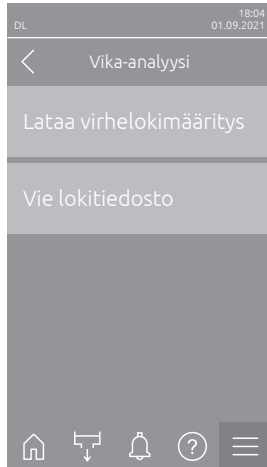 18:04
DL 01.09.2021
Vika-analyysi
Lataa virhelokimääritys
Vie lokitiedosto
?